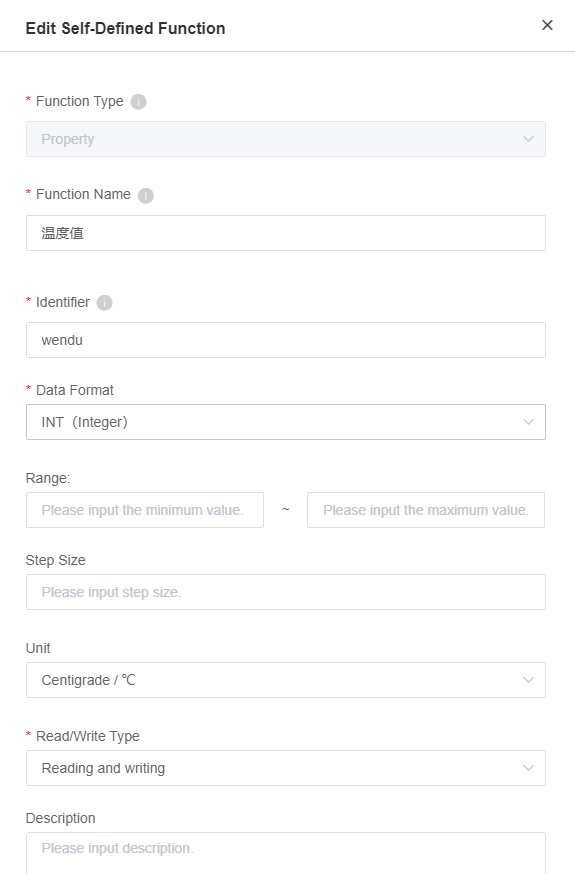 Edit Self-Defined Function
* Function Type
Property
* Function Name
温度值
* Identifier
wendu
* Data Format
INT（Integer）
Range:
Please input the minimum value. ~ Please input the maximum value.
Step Size
Please input step size.
Unit
Centigrade / ℃
* Read/Write Type
Reading and writing
Description
Please input description.